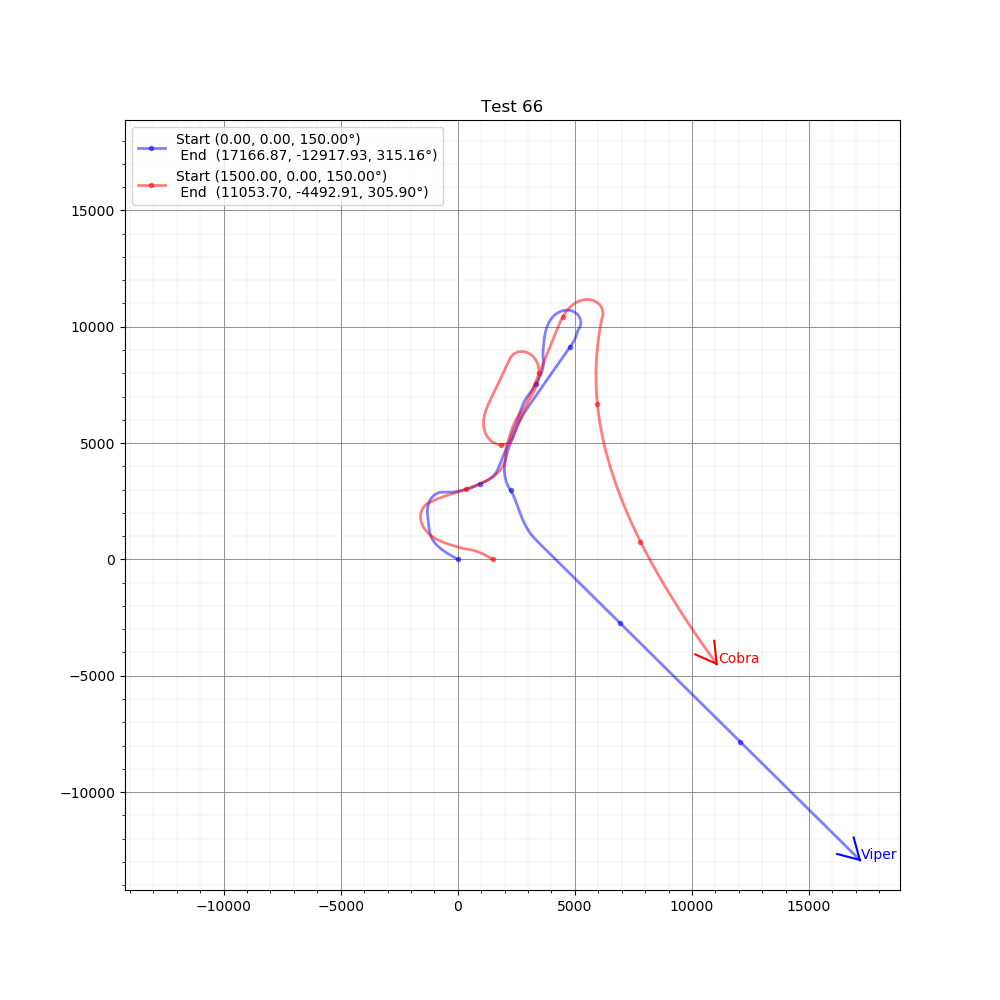 Test 66
Start (0.00, 0.00, 150.00°)
End (17166.87, -12917.93, 315.16°)
Start (1500.00, 0.00, 150.00°)
End (11053.70, -4492.91, 305.90°)
15000
10000
5000
0
−5000
−10000
Cobra
Viper
−10000 −5000 0 5000 10000 15000